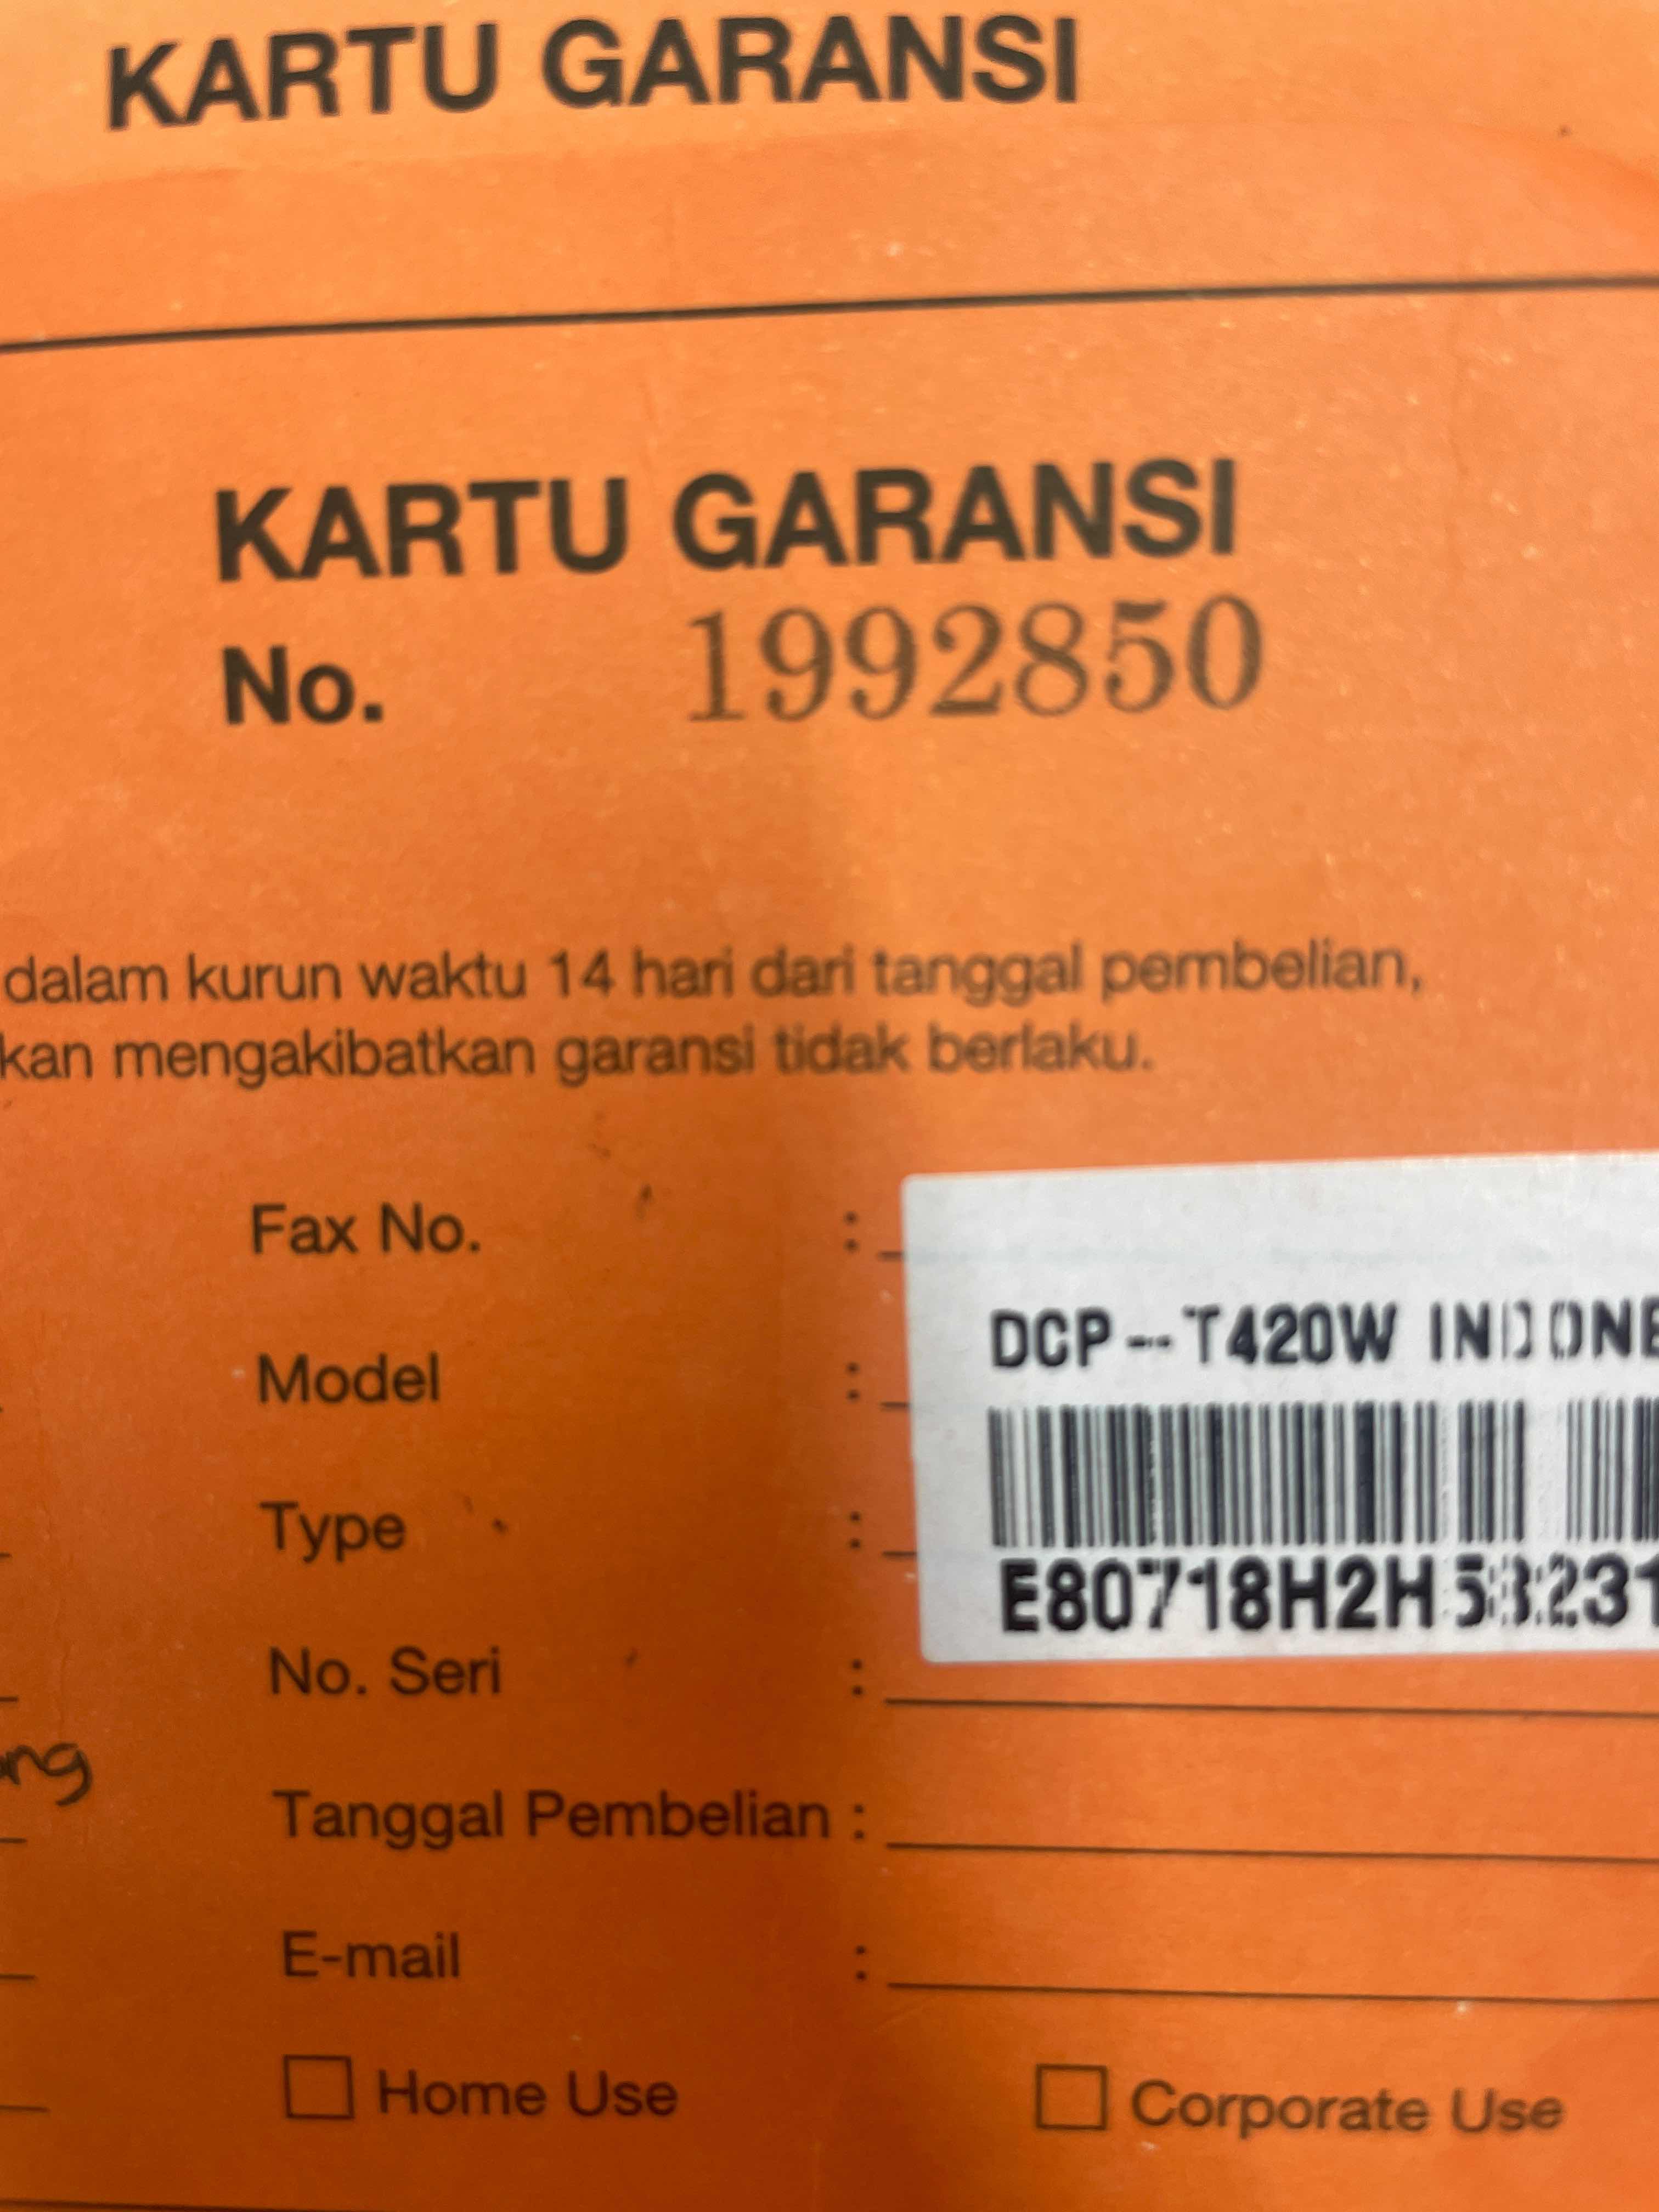 KARTU GARANSI
KARTU GARANSI
No. 1992850
dalam kurun waktu 14 hari dari tanggal pembelian,
kan mengakibatkan garansi tidak berlaku.
Fax No. :
DCP-T420W INDONE
Model :
Type :
No. Seri :
Tanggal Pembelian :
E-mail :
Home Use
Corporate Use